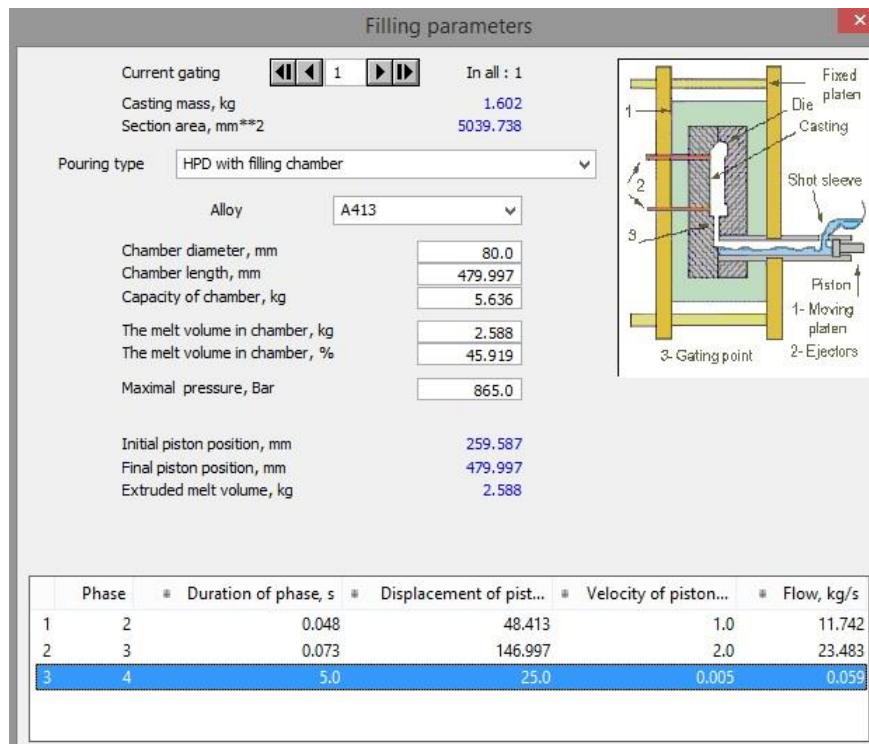 Filling parameters
Current gating 1 In all : 1
Casting mass, kg 1.602
Section area, mm**2 5039.738
Pouring type HPD with filling chamber
Alloy A413
Chamber diameter, mm 80.0
Chamber length, mm 479.997
Capacity of chamber, kg 5.636
The melt volume in chamber, kg 2.588
The melt volume in chamber, % 45.919
Maximal pressure, Bar 865.0
Initial piston position, mm 259.587
Final piston position, mm 479.997
Extruded melt volume, kg 2.588
Fixed
platen
Die
1
Casting
2
Shot sleeve
3
Piston
1- Moving
platen
3- Gating point
2- Ejectors
Phase Duration of phase, s Displacement of pist... Velocity of piston... Flow, kg/s
1 2 0.048 48.413 1.0 11.742
2 3 0.073 146.997 2.0 23.483
3 4 5.0 25.0 0.005 0.059